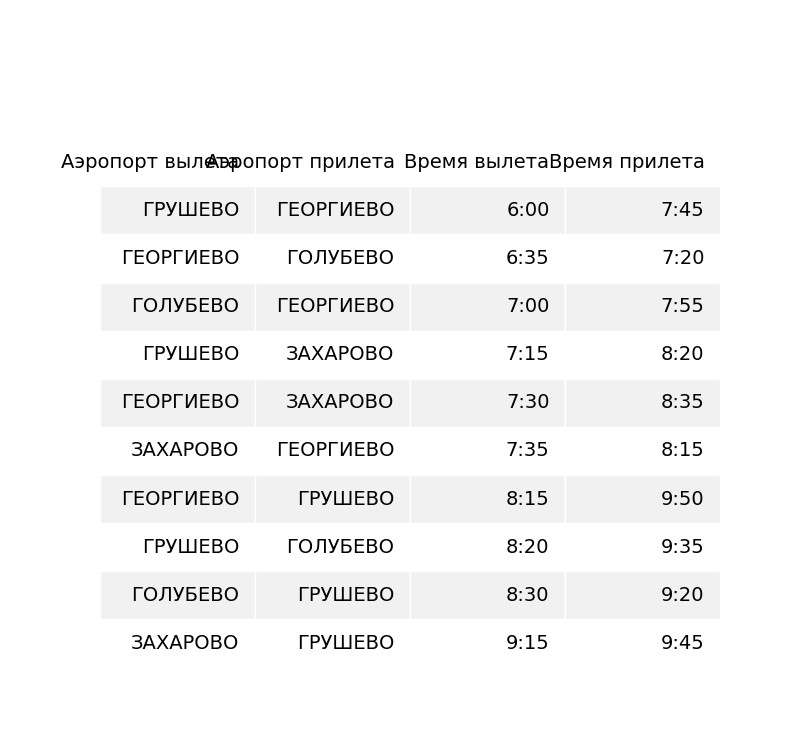 Аэропорт вылета Аэропорт прилета Время вылета Время прилета
ГРУШЕВО ГЕОРГИЕВО 6:00 7:45
ГЕОРГИЕВО ГОЛУБЕВО 6:35 7:20
ГОЛУБЕВО ГЕОРГИЕВО 7:00 7:55
ГРУШЕВО ЗАХАРОВО 7:15 8:20
ГЕОРГИЕВО ЗАХАРОВО 7:30 8:35
ЗАХАРОВО ГЕОРГИЕВО 7:35 8:15
ГЕОРГИЕВО ГРУШЕВО 8:15 9:50
ГРУШЕВО ГОЛУБЕВО 8:20 9:35
ГОЛУБЕВО ГРУШЕВО 8:30 9:20
ЗАХАРОВО ГРУШЕВО 9:15 9:45